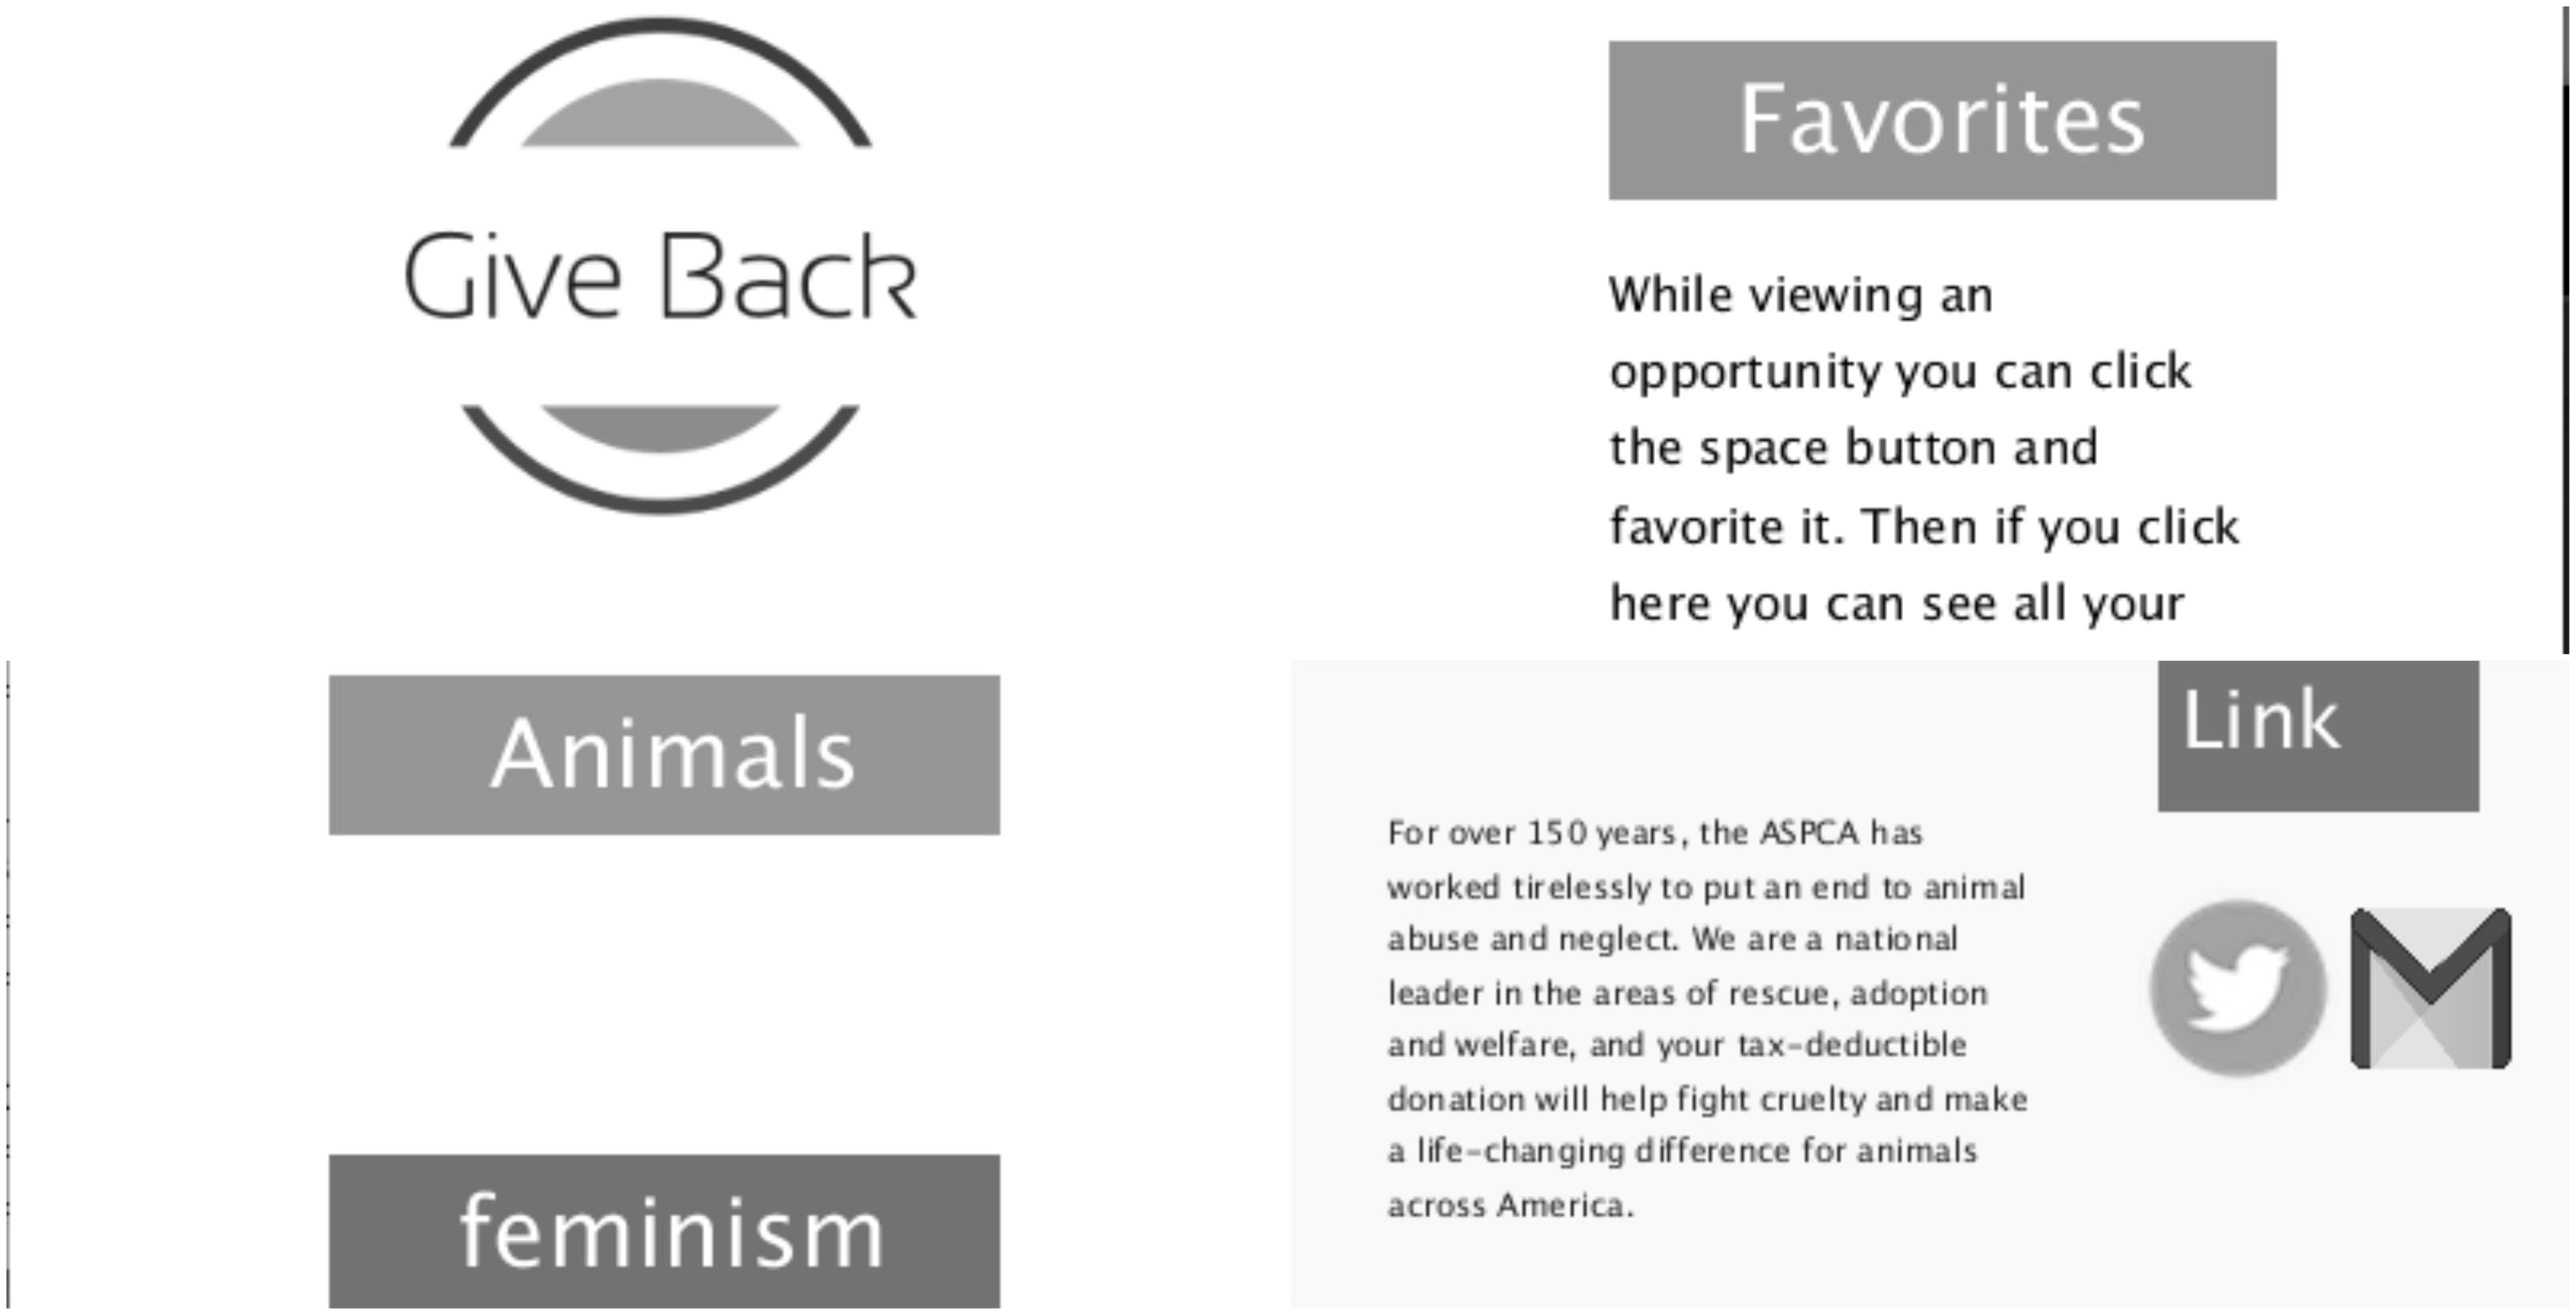 Give Back
Favorites
While viewing an
opportunity you can click
the space button and
favorite it. Then if you click
here you can see all your
Animals
feminism
Link
For over 150 years, the ASPCA has
worked tirelessly to put an end to animal
abuse and neglect. We are a national
leader in the areas of rescue, adoption
and welfare, and your tax-deductible
donation will help fight cruelty and make
a life-changing difference for animals
across America.